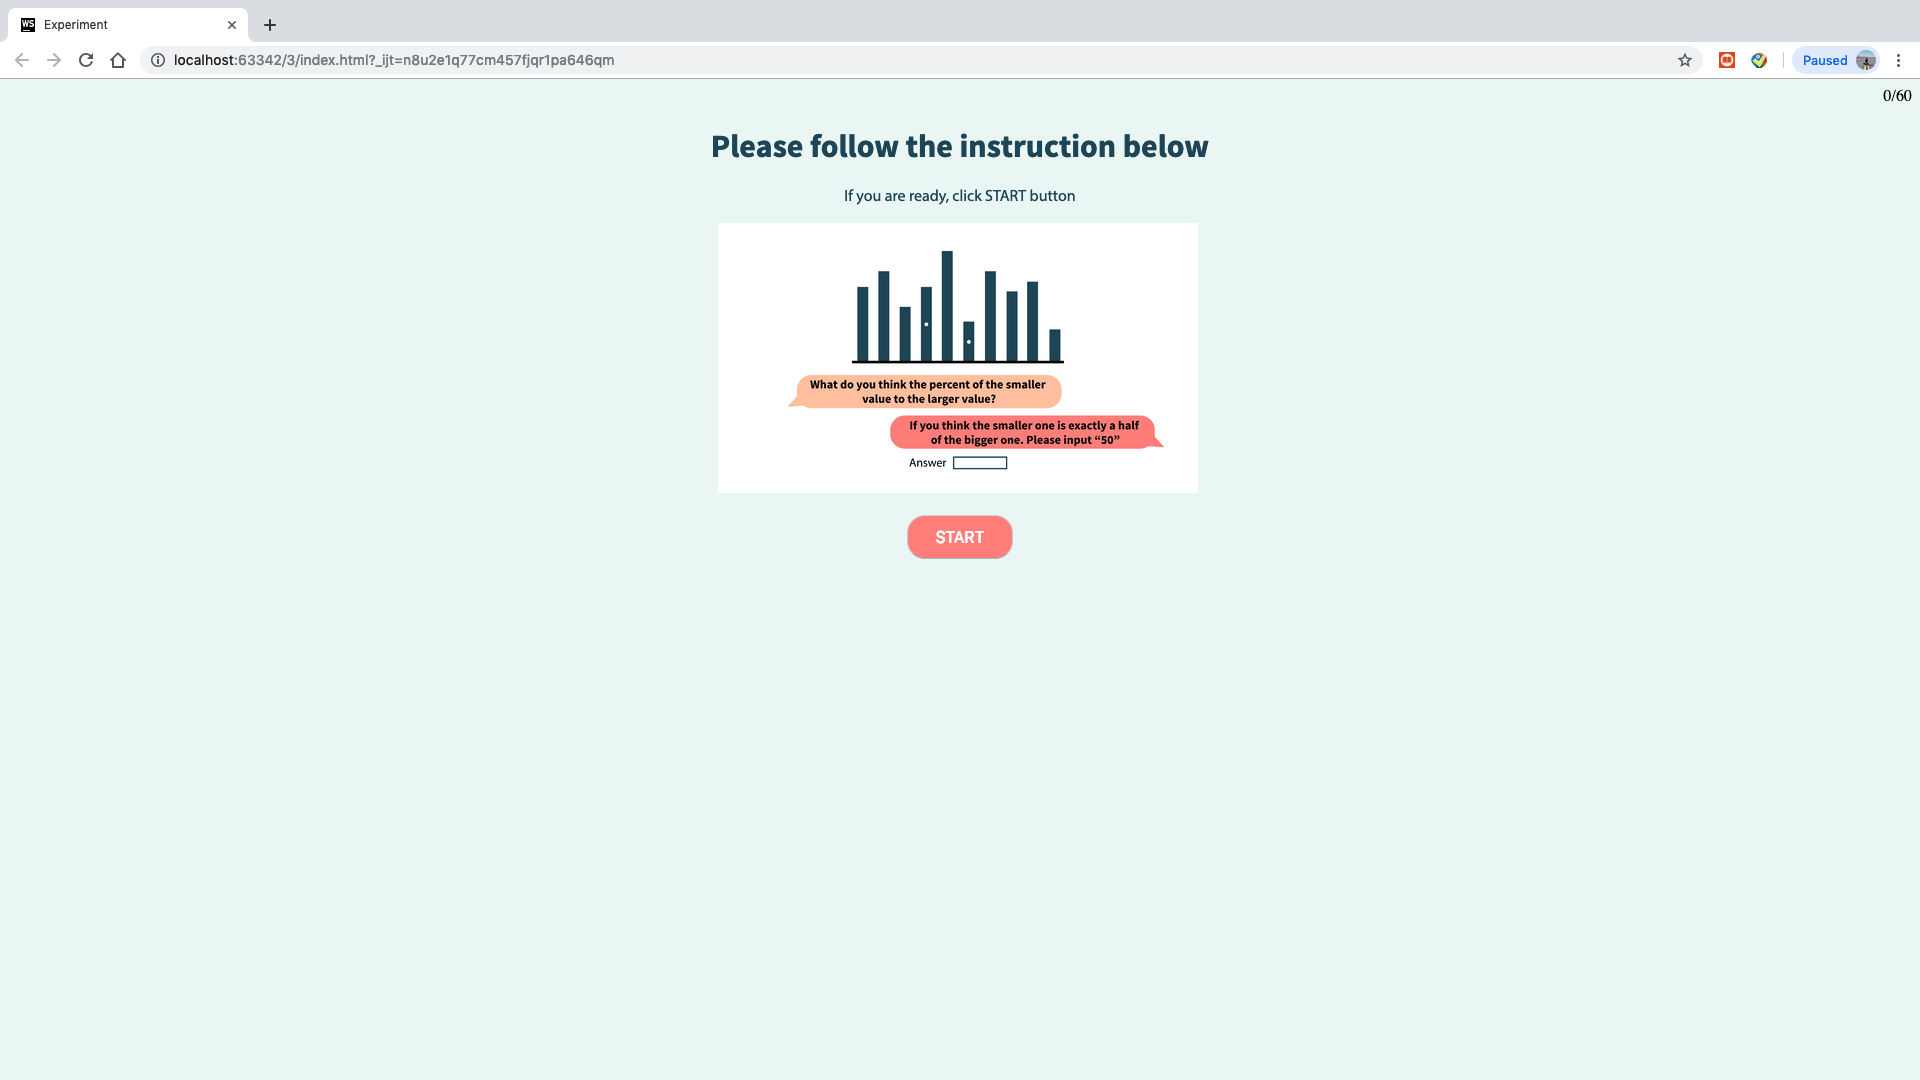 WS Experiment
localhost:63342/3/index.html?_ijt=n8u2e1q77cm457fjqr1pa646qm
Paused
0/60
Please follow the instruction below
If you are ready, click START button
What do you think the percent of the smaller
value to the larger value?
If you think the smaller one is exactly a half
of the bigger one. Please input “50”
Answer
START